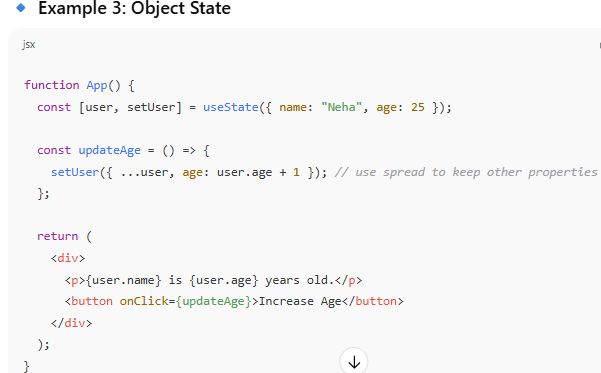 Example 3: Object State
jsx
function App() {
  const [user, setUser] = useState({ name: "Neha", age: 25 });

  const updateAge = () => {
    setUser({ ...user, age: user.age + 1 }); // use spread to keep other properties
  };

  return (
    <div>
      <p>{user.name} is {user.age} years old.</p>
      <button onClick={updateAge}>Increase Age</button>
    </div>
  );
}